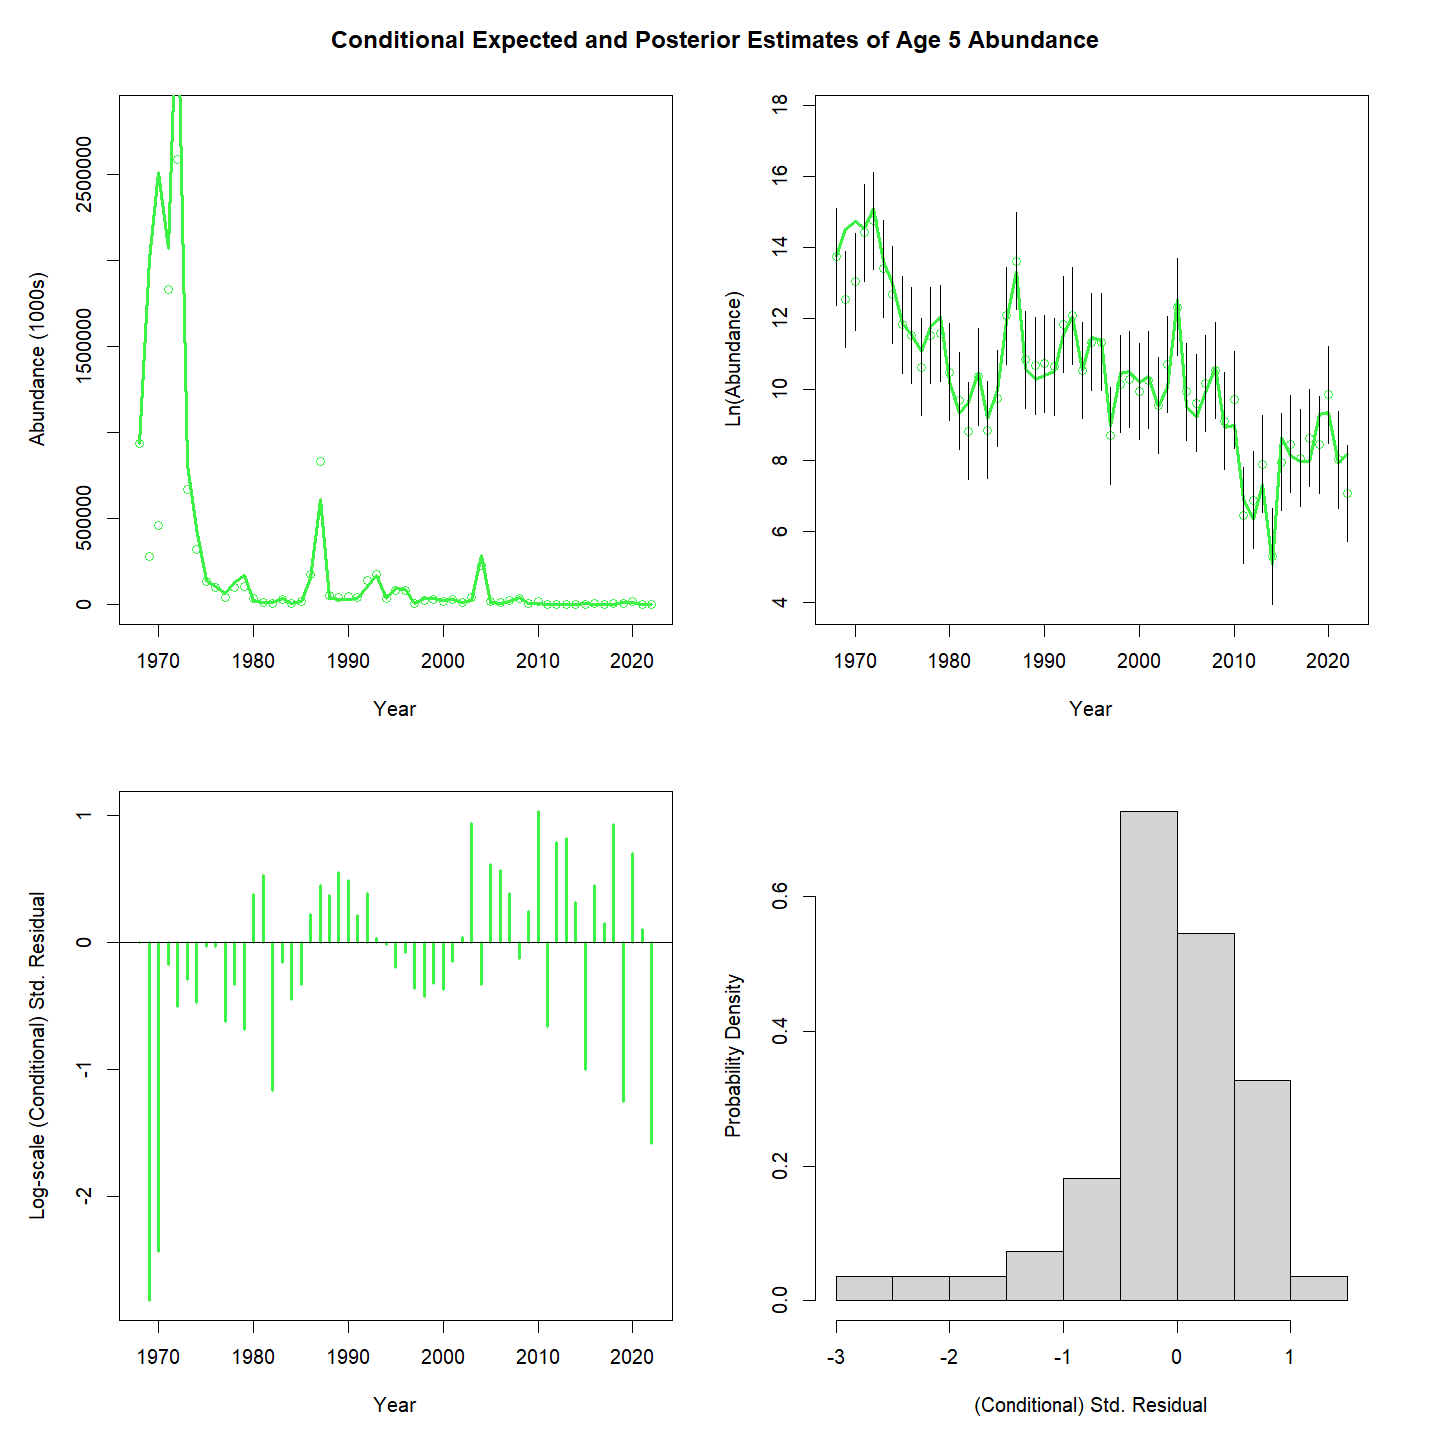 Conditional Expected and Posterior Estimates of Age 5 Abundance
Abundance (1000s)
0
500000
1500000
2500000
1970 1980 1990 2000 2010 2020
Year
Ln(Abundance)
4 6 8 10 12 14 16 18
1970 1980 1990 2000 2010 2020
Year
Log-scale (Conditional) Std. Residual
-2 -1 0 1
1970 1980 1990 2000 2010 2020
Year
Probability Density
0.0 0.2 0.4 0.6
-3 -2 -1 0 1
(Conditional) Std. Residual